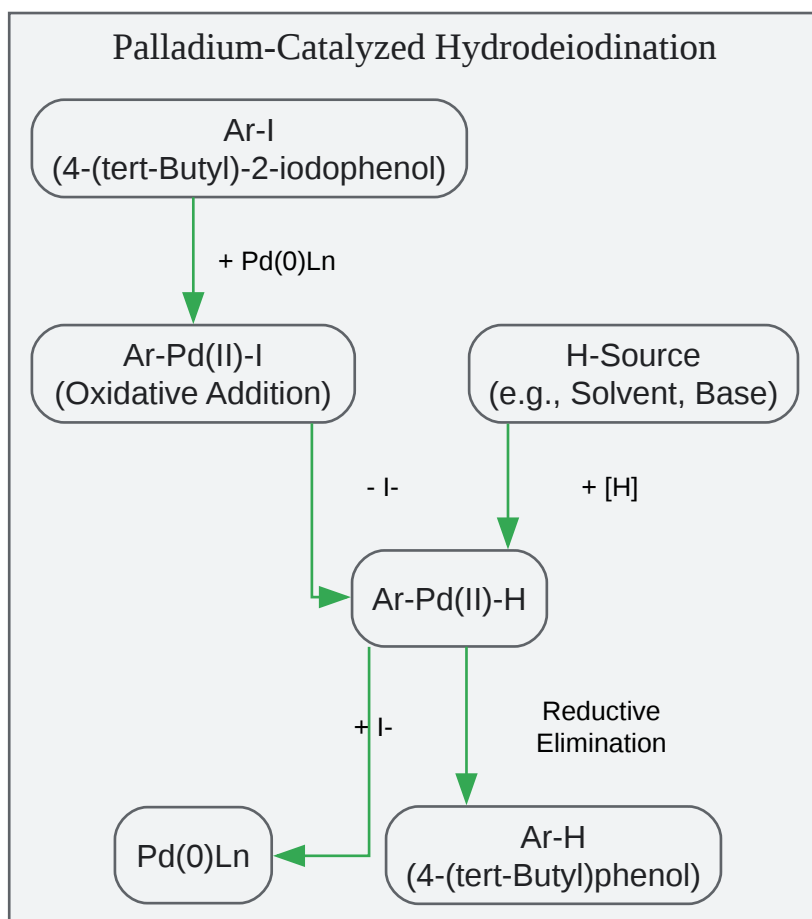 Palladium-Catalyzed Hydrodeiodination
Ar-I
(4-(tert-Butyl)-2-iodophenol)
+ Pd(0)Ln
Ar-Pd(II)-I
(Oxidative Addition)
H-Source
(e.g., Solvent, Base)
- I-
+ [H]
Ar-Pd(II)-H
+ I-
Reductive
Elimination
Pd(0)Ln
Ar-H
(4-(tert-Butyl)phenol)